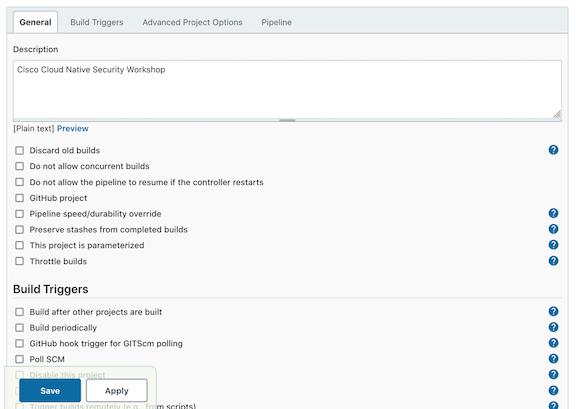 General Build Triggers Advanced Project Options Pipeline
Description
Cisco Cloud Native Security Workshop
[Plain text] Preview
Discard old builds ?
Do not allow concurrent builds
Do not allow the pipeline to resume if the controller restarts
GitHub project
Pipeline speed/durability override ?
Preserve stashes from completed builds ?
This project is parameterized ?
Throttle builds ?
Build Triggers
Build after other projects are built ?
Build periodically ?
GitHub hook trigger for GITScm polling ?
Poll SCM ?
Disable this project ?
Save Apply ?
Trigger builds remotely (e.g., from scripts) ?